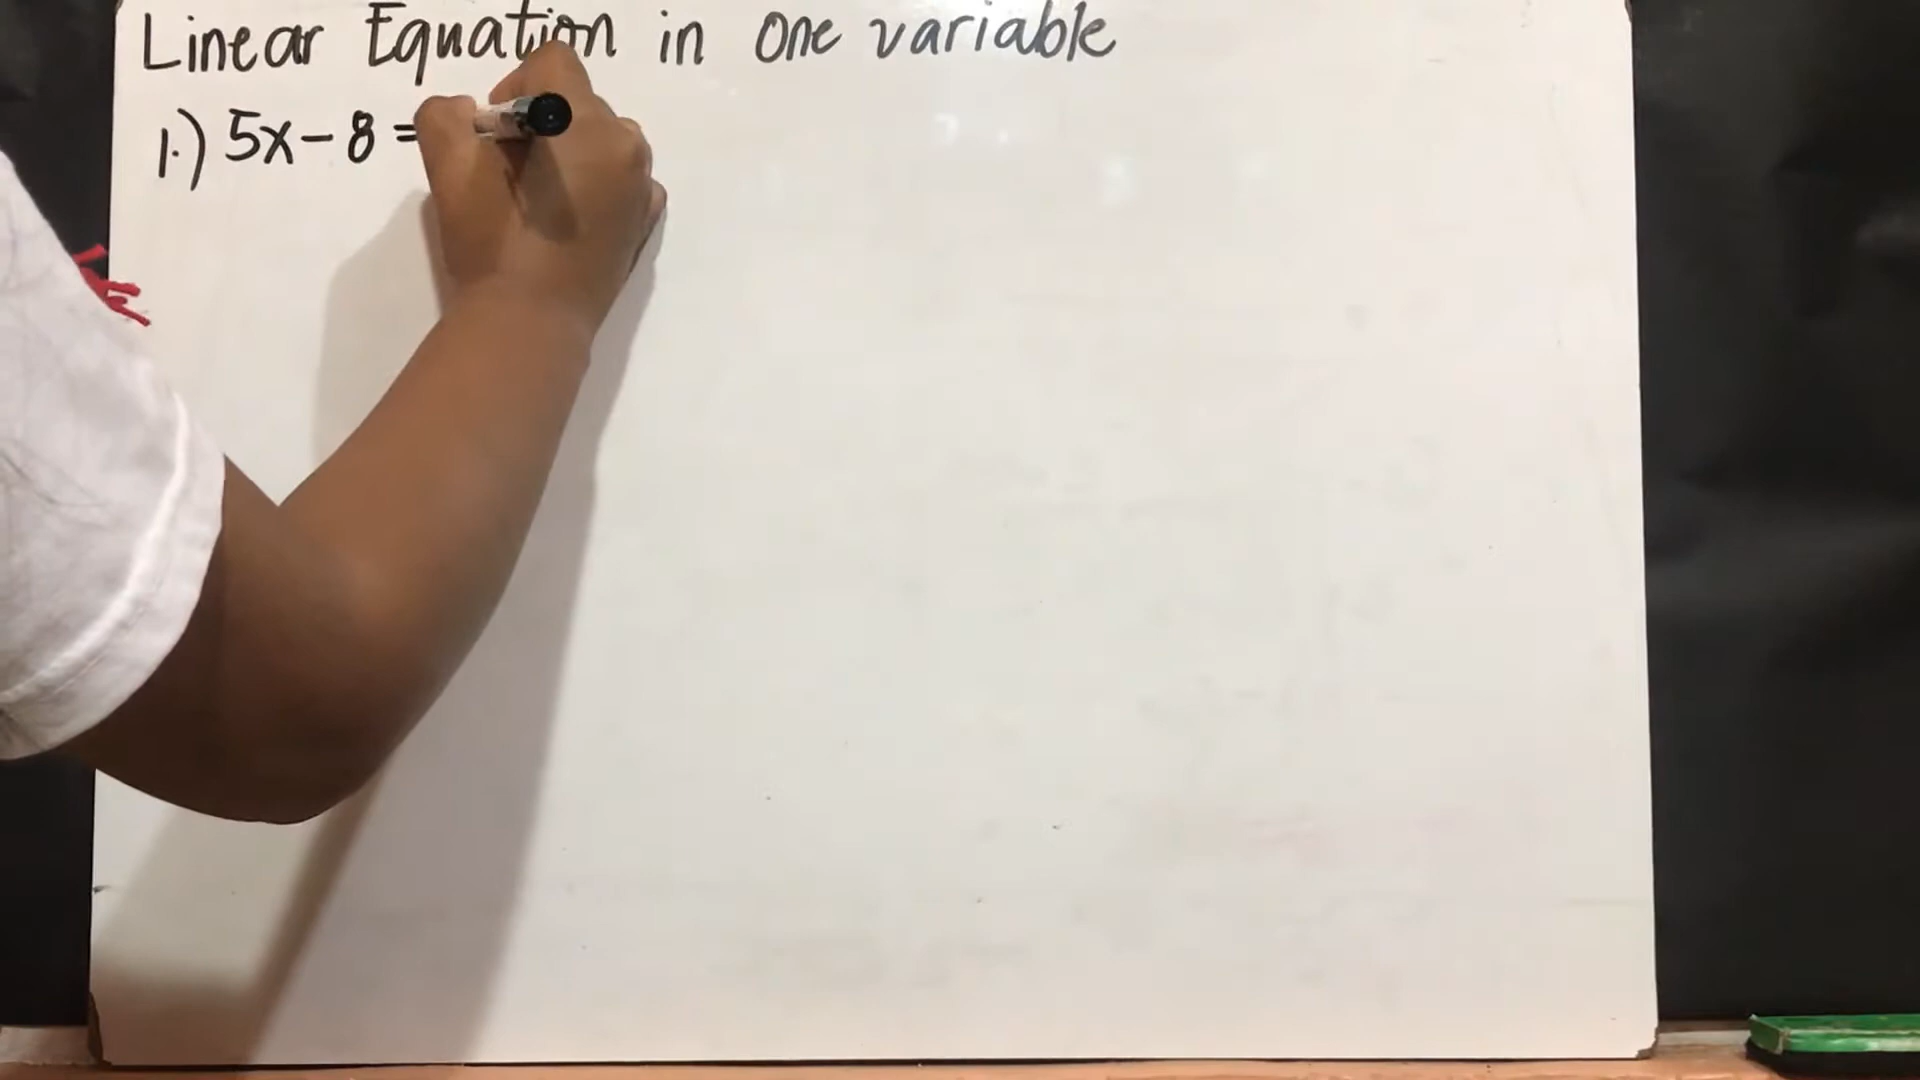 Linear Equation in One variable
1.) 5x - 8 =